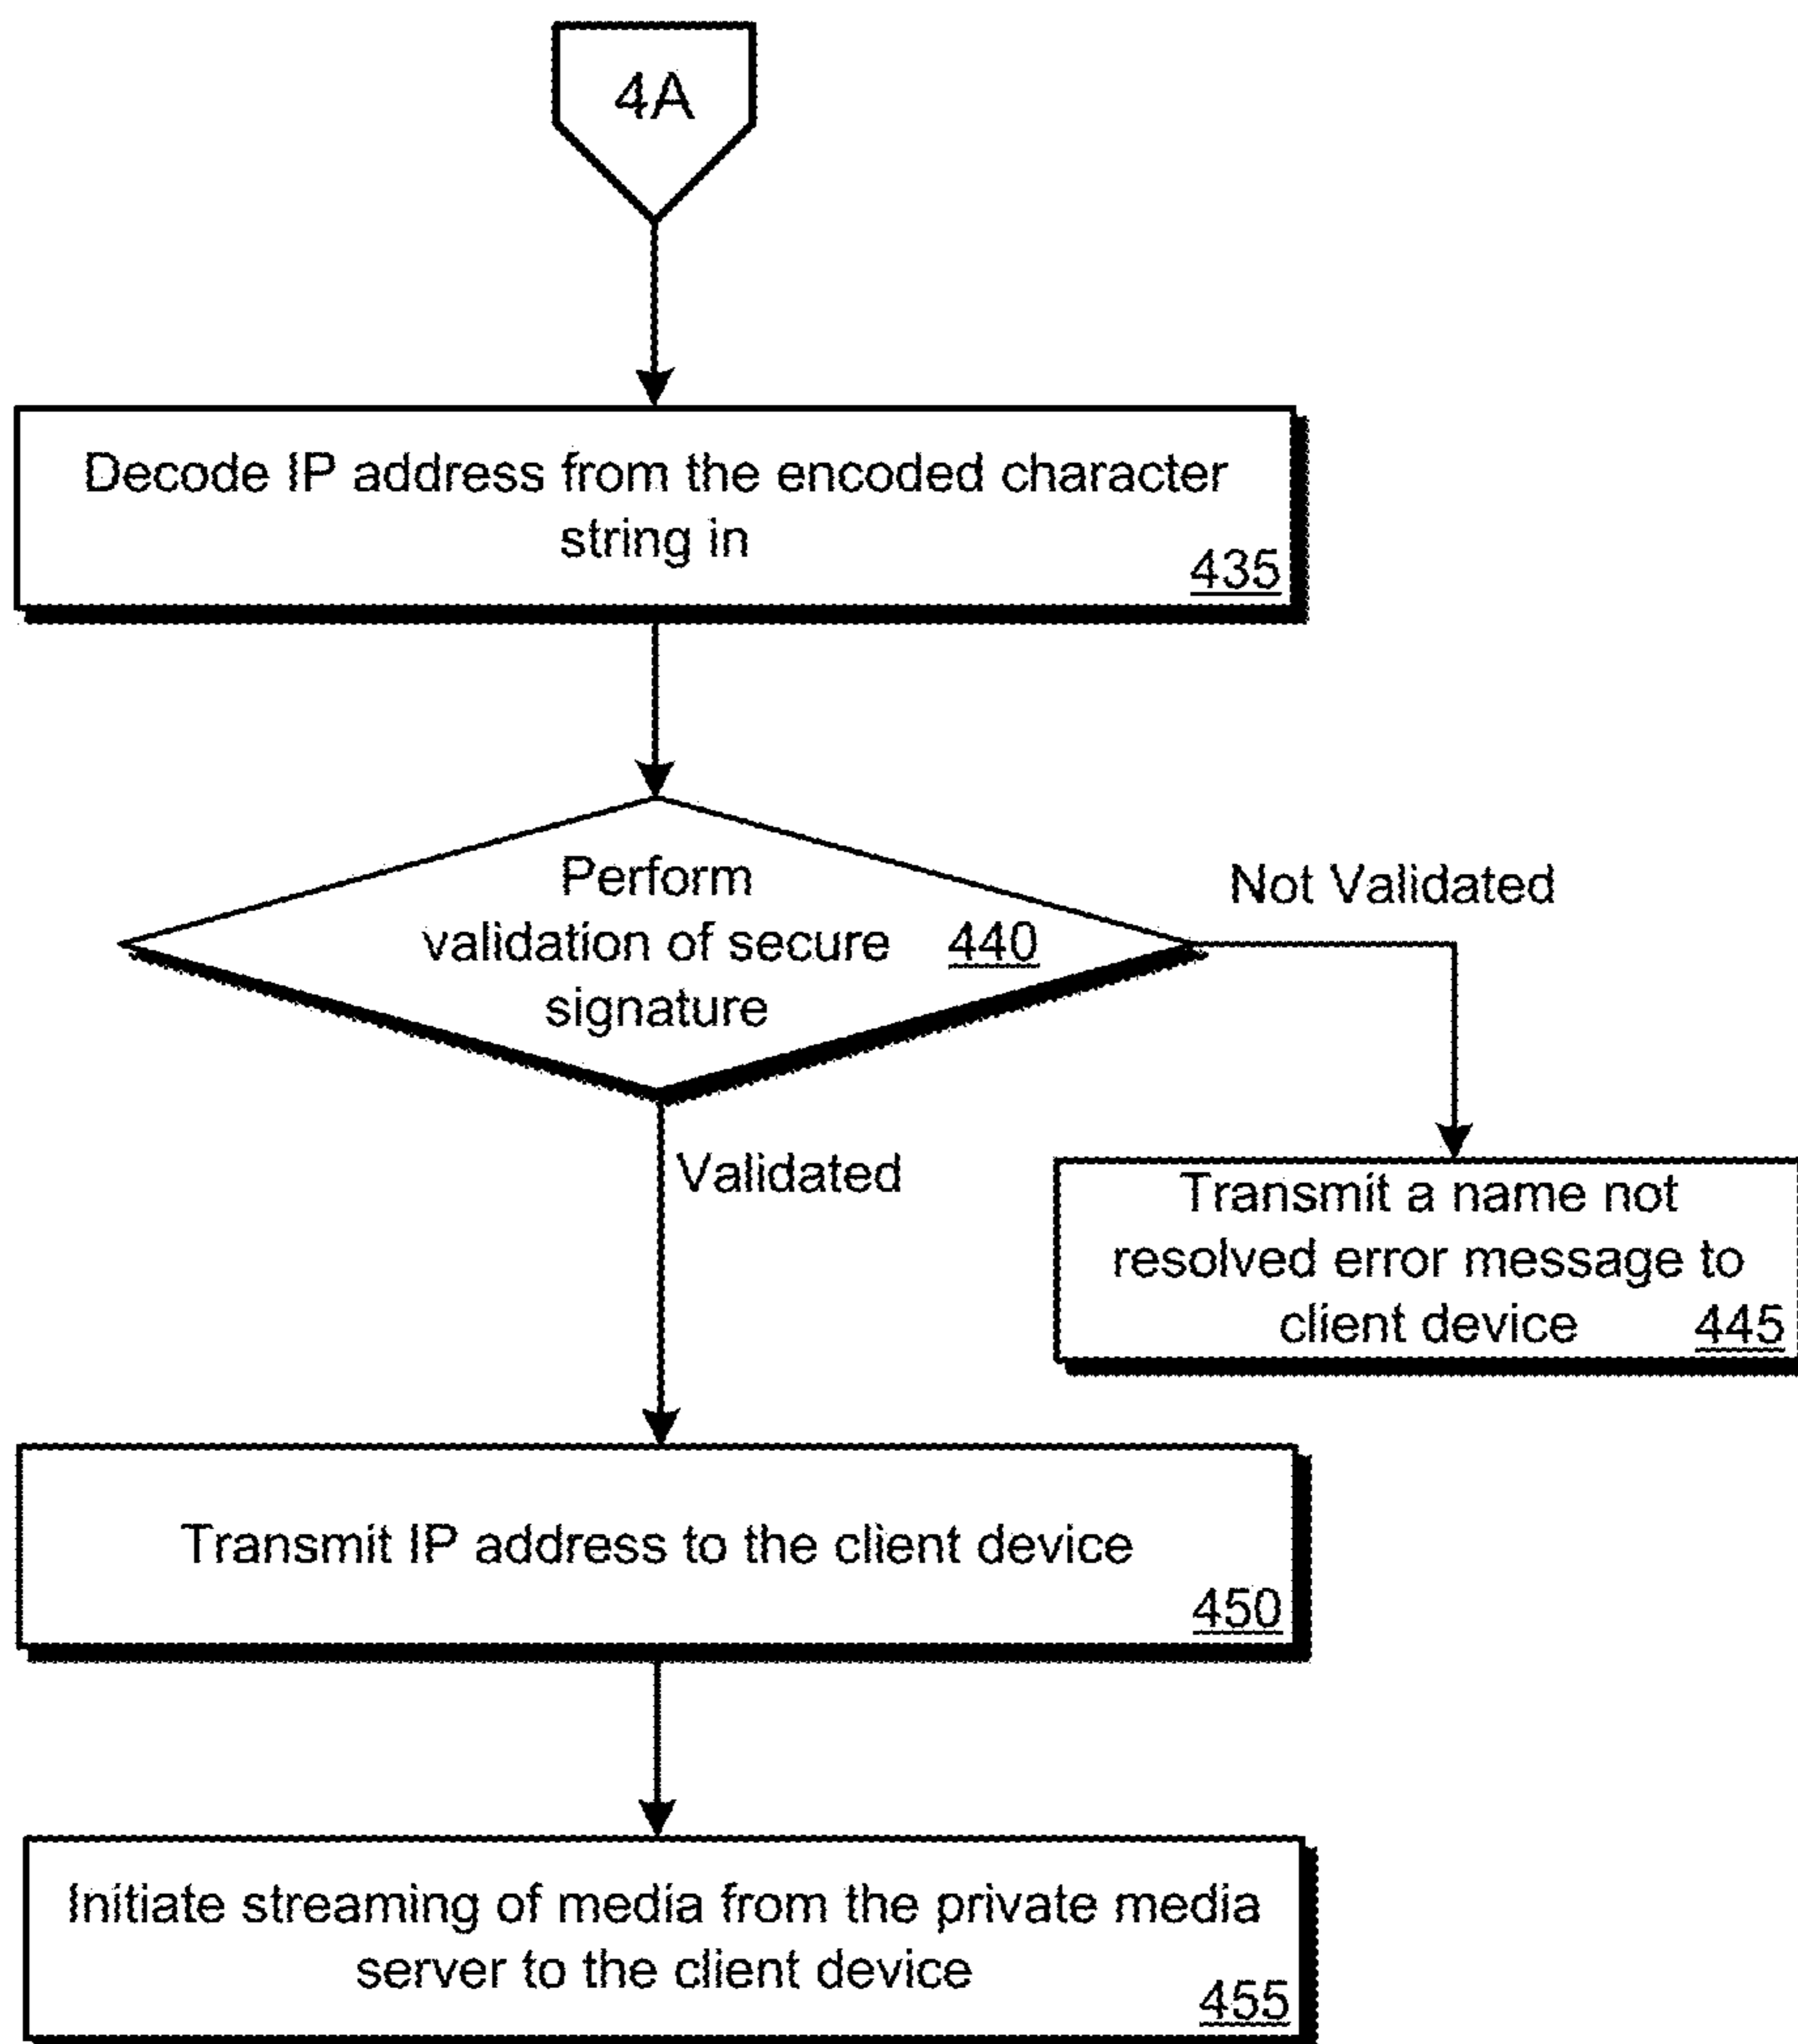 4A
Decode IP address from the encoded character
string in
435
Perform
validation of secure 440
signature
Not Validated
Validated
Transmit a name not
resolved error message to
client device 445
Transmit IP address to the client device
450
Initiate streaming of media from the private media
server to the client device
455